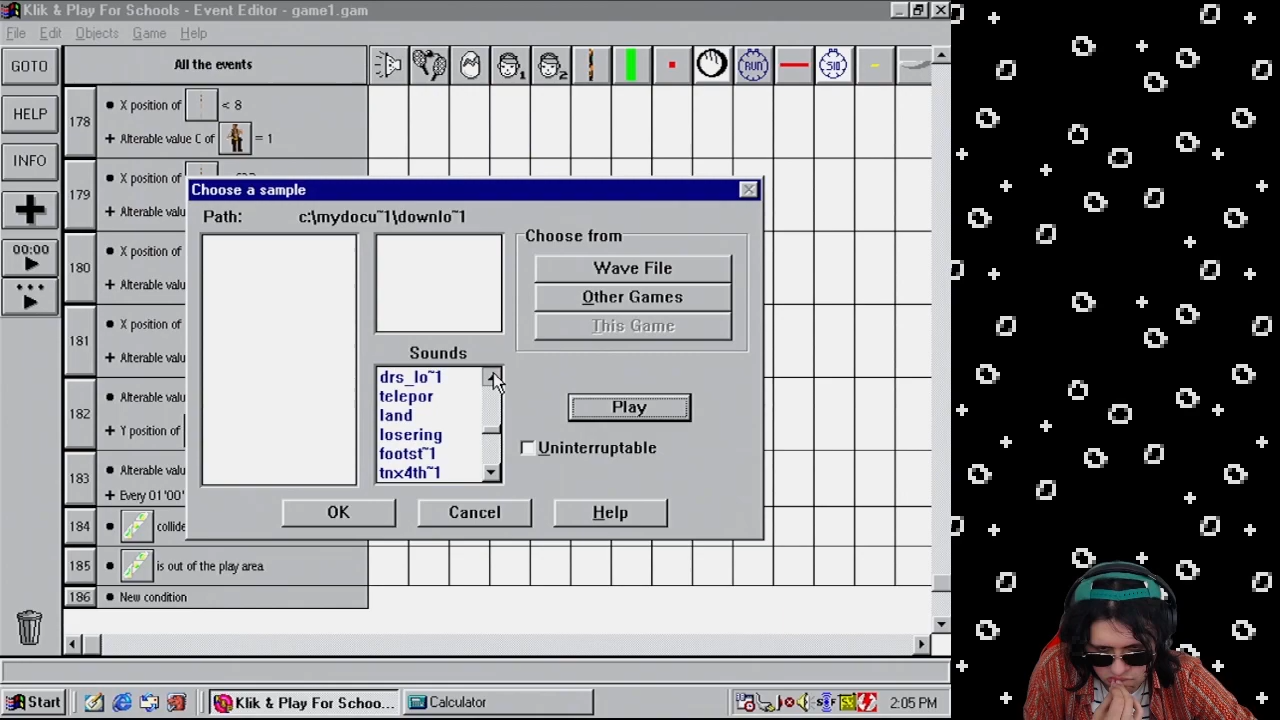 Klik & Play For Schools - Event Editor - game1.gam
File Edit Objects Game Help
GOTO
All the events
1
2
RUN
HELP
178
X position of < 8
+ Alterable value C of = 1
INFO
179
X position of
+ Alterable valu
00:00
180
X position of
+ Alterable valu
181
X position of
+ Alterable valu
182
Alterable value
+ Y position of
183
Alterable value
+ Every 01 '00'
184
collide
185
is out of the play area
186
New condition
Choose a sample
Path: c:\mydocu~1\downlo~1
Choose from
Wave File
Other Games
This Game
Sounds
drs_lo~1
telepor
land
losering
footst~1
tnx4th~1
Play
Uninterruptable
OK
Cancel
Help
Start
Klik & Play For Schoo...
Calculator
2:05 PM